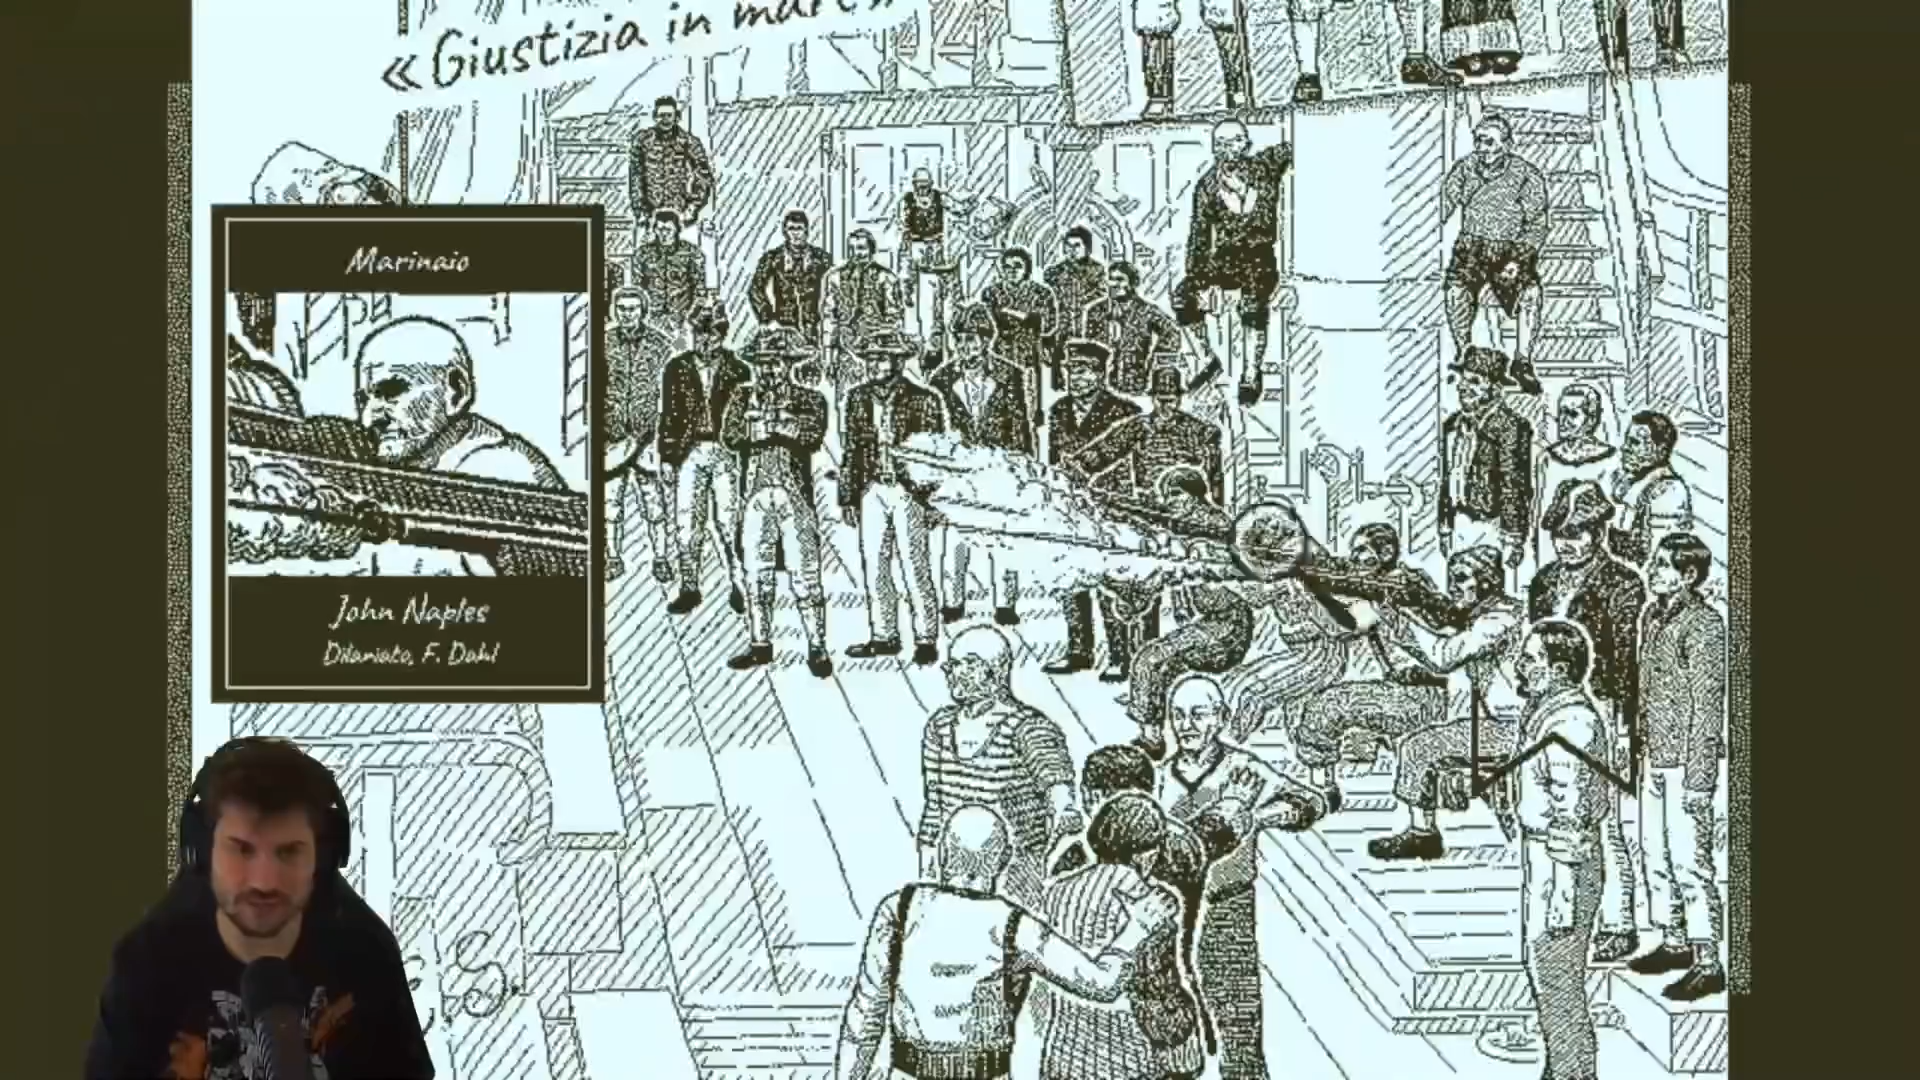 «Giustizia in mare»
Marinaio
John Naples
Dilaniato, F. Dahl